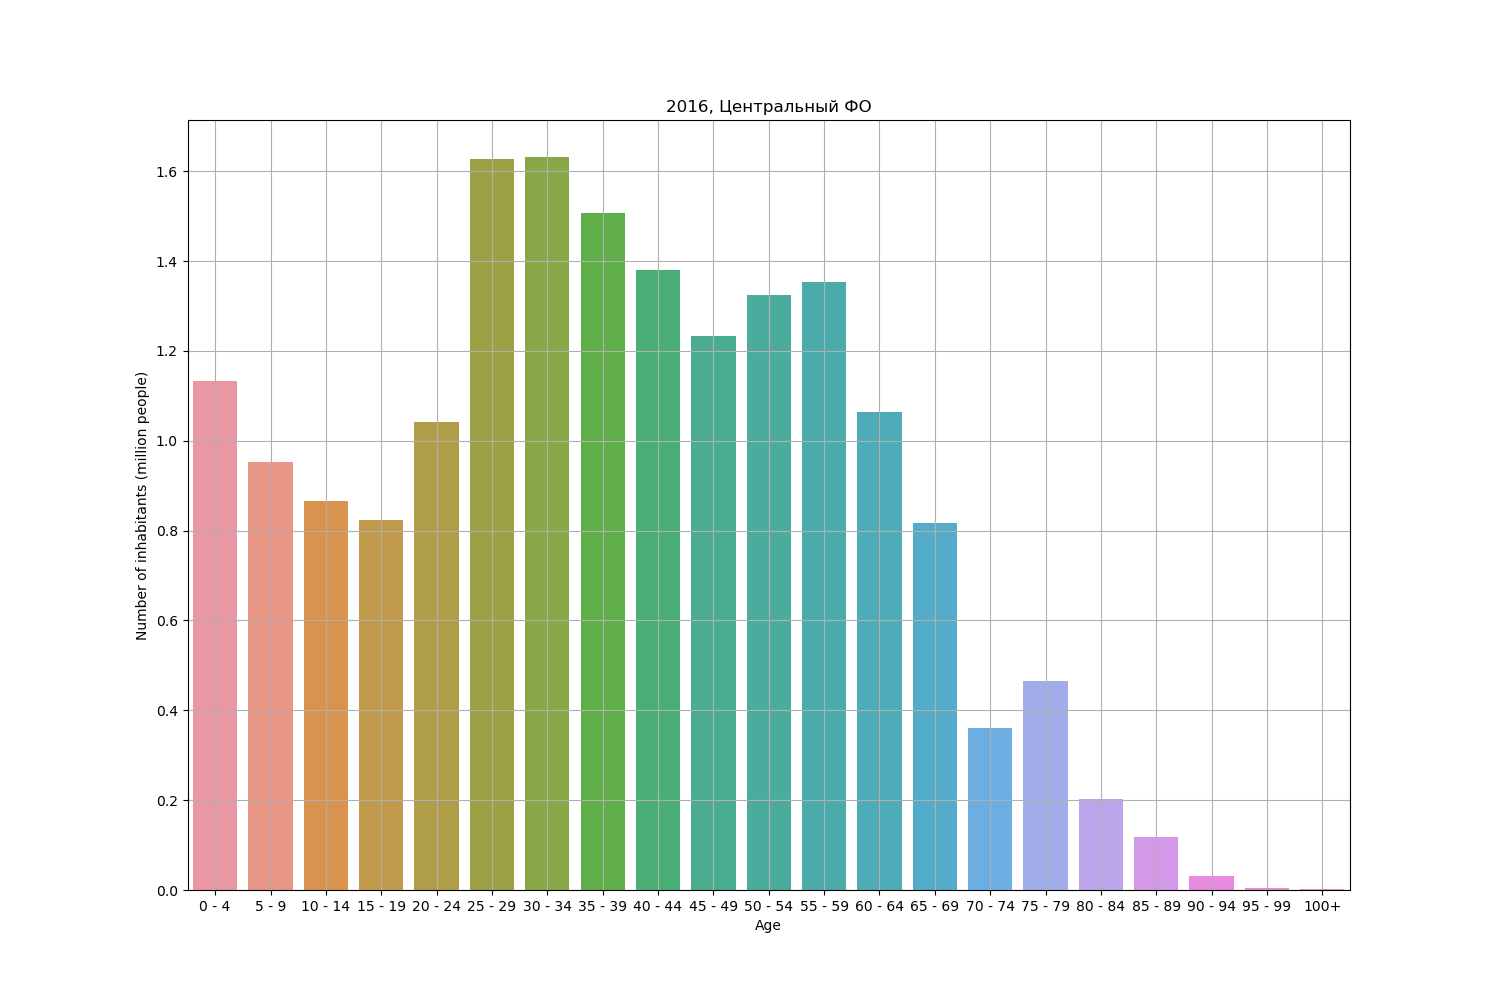 2016, Центральный ФО
Number of inhabitants (million people)
1.6
1.4
1.2
1.0
0.8
0.6
0.4
0.2
0.0
0 - 4 5 - 9 10 - 14 15 - 19 20 - 24 25 - 29 30 - 34 35 - 39 40 - 44 45 - 49 50 - 54 55 - 59 60 - 64 65 - 69 70 - 74 75 - 79 80 - 84 85 - 89 90 - 94 95 - 99 100+
Age